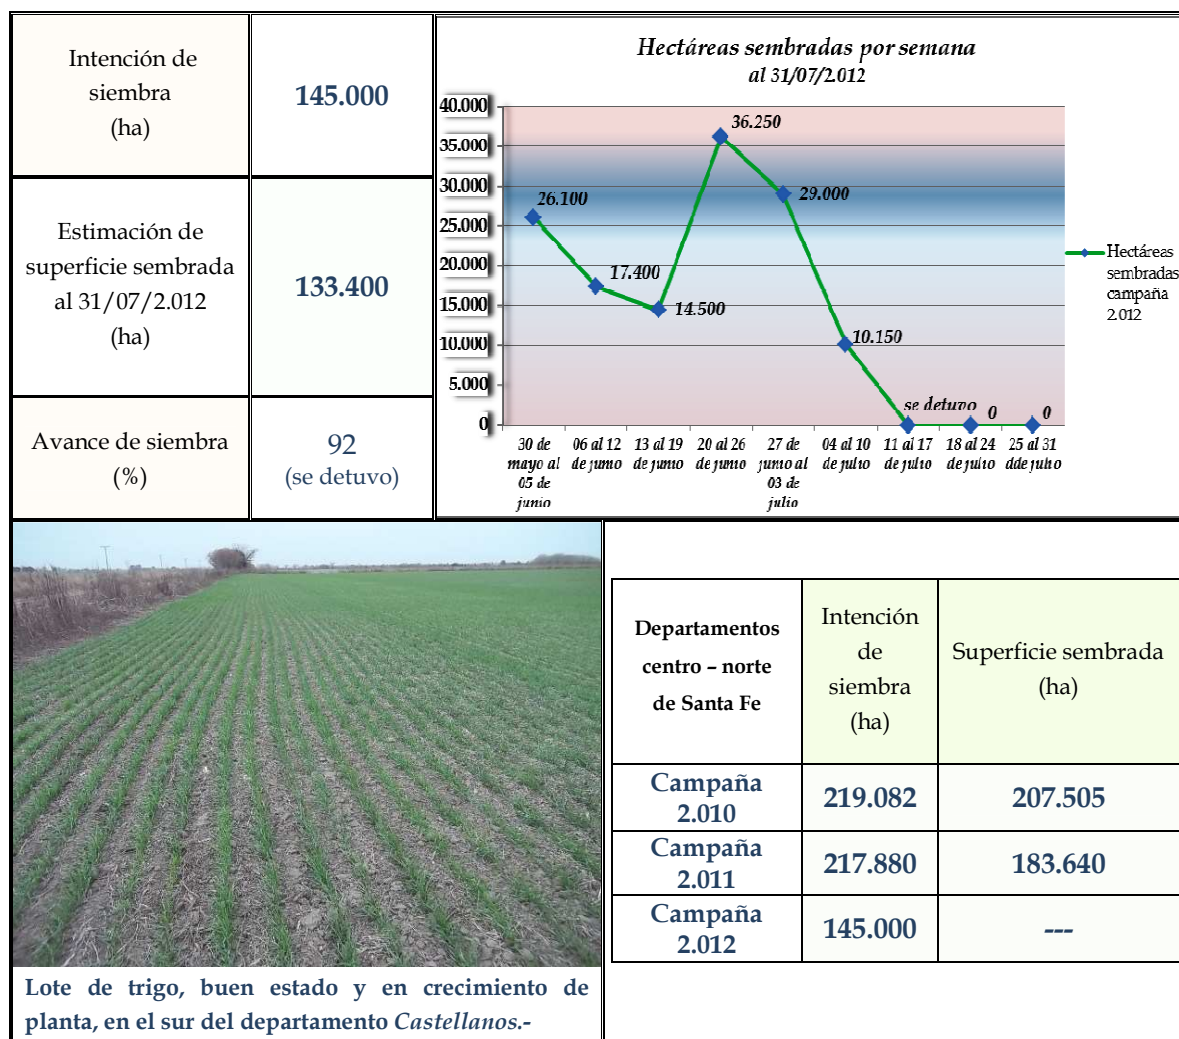 Intención de
siembra
(ha)
145.000
Estimación de
superficie sembrada
al 31/07/2.012
(ha)
133.400
Avance de siembra
(%)
92
(se detuvo)
Hectáreas sembradas por semana
al 31/07/2.012
40.000
35.000
30.000
25.000
20.000
15.000
10.000
5.000
0
26.100
17.400
14.500
36.250
29.000
10.150
se detuvo
0
0
30 de
mayo al
05 de
junio
06 al 12
de junio
13 al 19
de junio
20 al 26
de junio
27 de
junio al
03 de
julio
04 al 10
de julio
11 al 17
de julio
18 al 24
de julio
25 al 31
dde julio
Hectáreas
sembradas
campaña
2.012
Lote de trigo, buen estado y en crecimiento de
planta, en el sur del departamento Castellanos.-
Departamentos
centro – norte
de Santa Fe
Intención
de
siembra
(ha)
Superficie sembrada
(ha)
Campaña
2.010
219.082
207.505
Campaña
2.011
217.880
183.640
Campaña
2.012
145.000
---